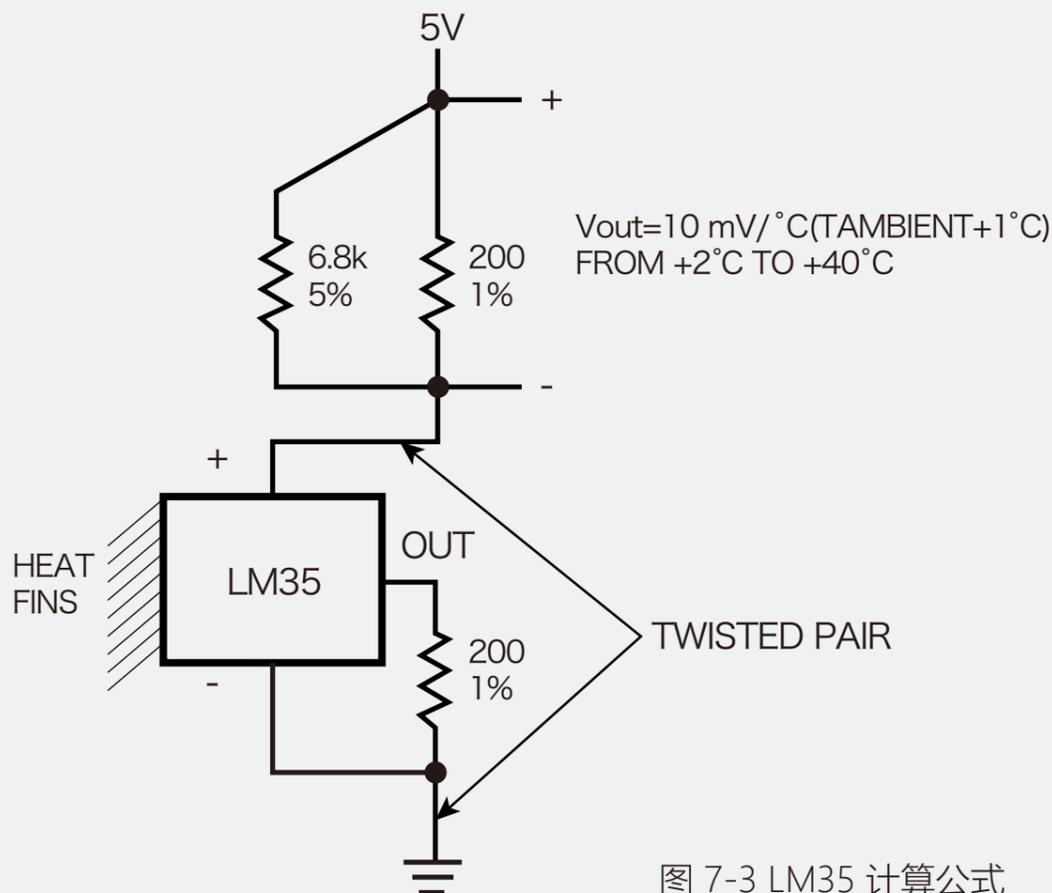 5V
+
6.8k
5%
200
1%
Vout=10 mV/˚C(TAMBIENT+1˚C)
FROM +2˚C TO +40˚C
-
+
HEAT
FINS
LM35
OUT
-
200
1%
TWISTED PAIR
图 7-3 LM35 计算公式